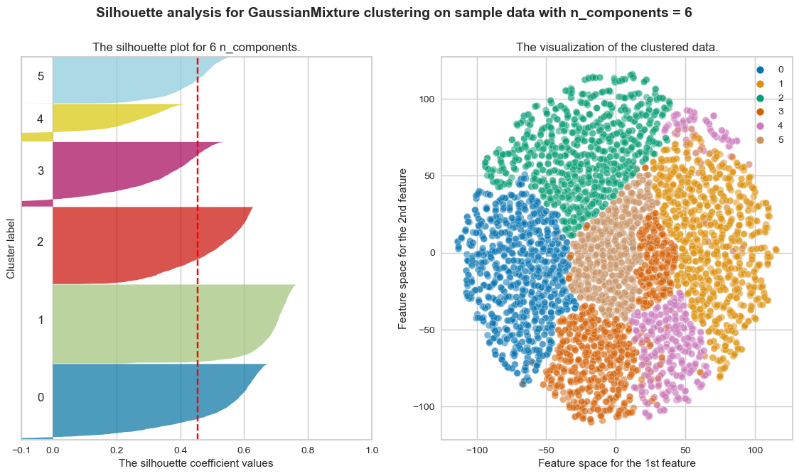 Silhouette analysis for GaussianMixture clustering on sample data with n_components = 6
The silhouette plot for 6 n_components.
Cluster label
5
4
3
2
1
0
−0.1 0.0 0.2 0.4 0.6 0.8 1.0
The silhouette coefficient values
The visualization of the clustered data.
Feature space for the 2nd feature
100
50
0
−50
−100
0
1
2
3
4
5
−100 −50 0 50 100
Feature space for the 1st feature